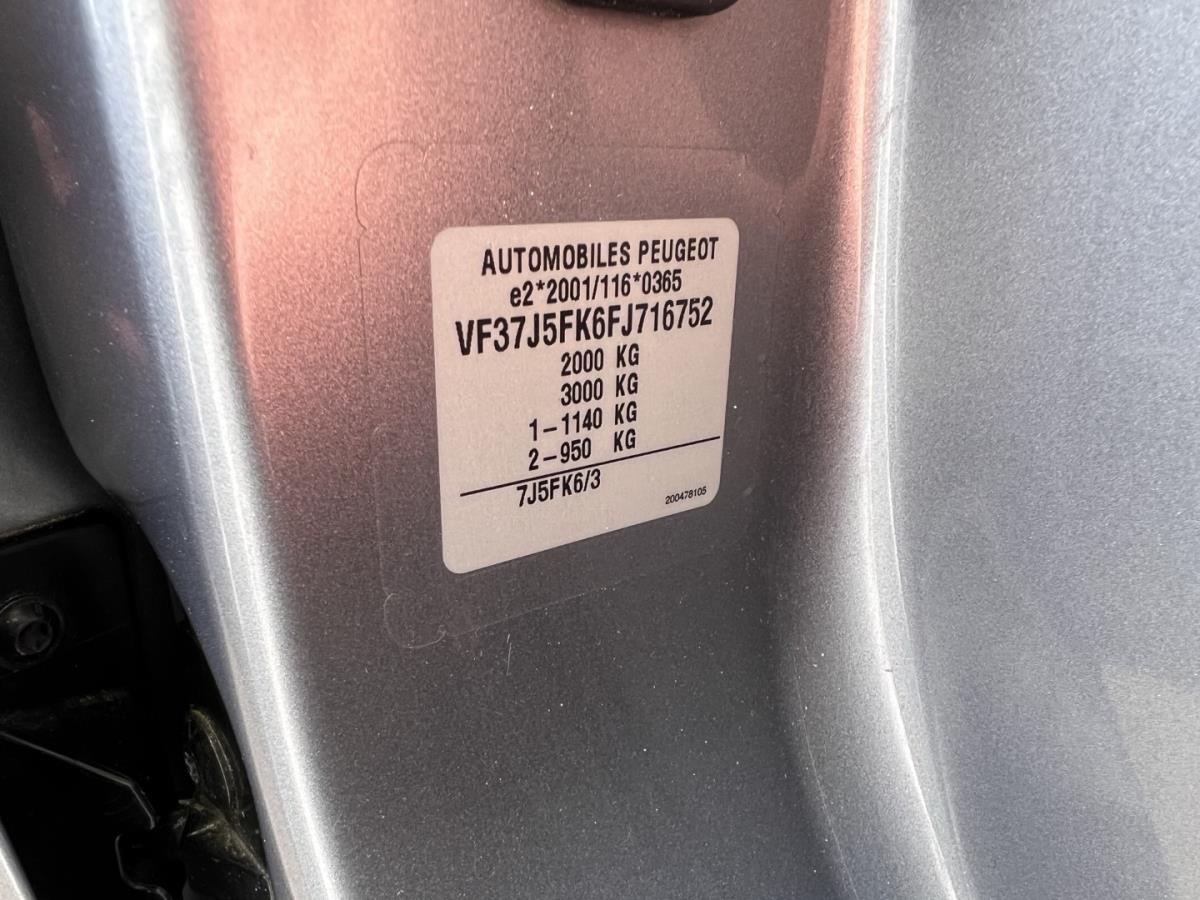 AUTOMOBILES PEUGEOT
e2*2001/116*0365
VF37J5FK6FJ716752
2000 KG
3000 KG
1-1140 KG
2-950 KG
7J5FK6/3
200478105